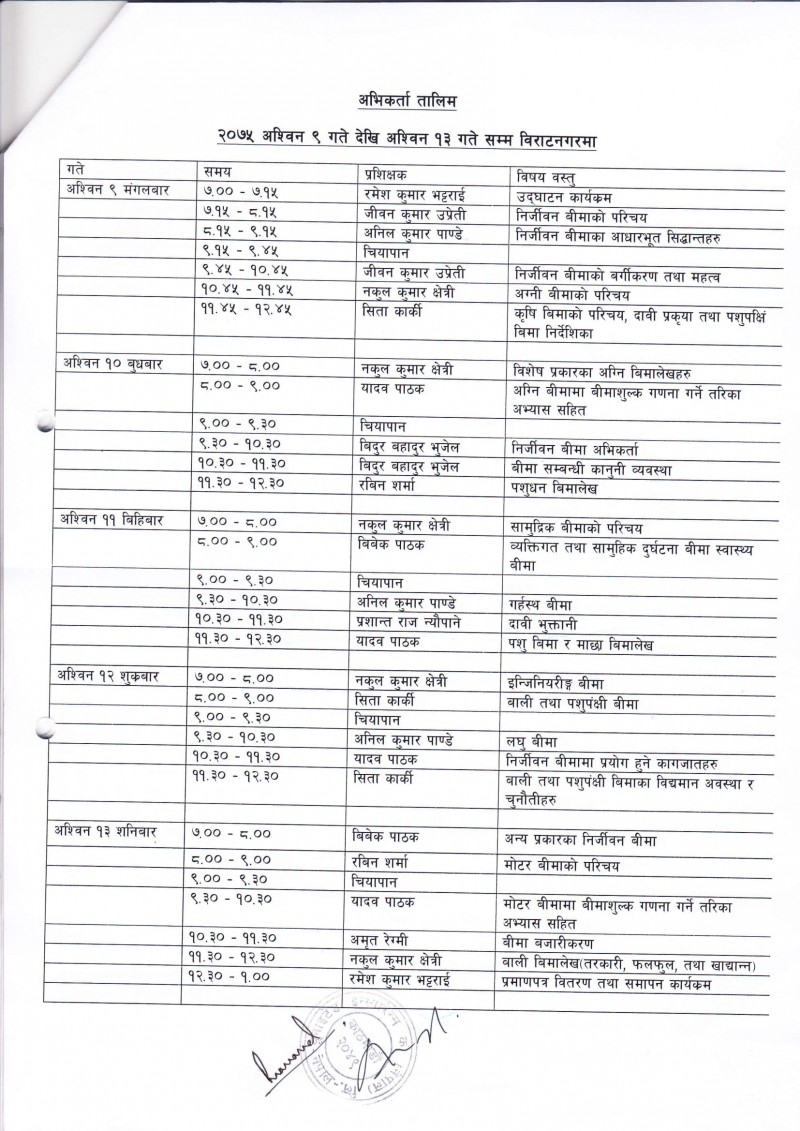 अभिकर्ता तालिम
२०७५ अश्विन ९ गते देखि अश्विन १३ गते सम्म विराटनगरमा
गते समय प्रशिक्षक विषय वस्तु
अश्विन ९ मंगलबार ७.०० - ७.१५ रमेश कुमार भट्टराई उद्घाटन कार्यकम
७.१५ - ८.१५ जीवन कुमार उप्रेती निर्जीवन बीमाको परिचय
८.१५ - ९.१५ अनिल कुमार पाण्डे निर्जीवन बीमाका आधारभूत सिद्धान्तहरु
९.१५ - ९.४५ चियापान
९.४५ - १०.४५ जीवन कुमार उप्रेती निर्जीवन बीमाको बर्गीकरण तथा महत्व
१०.४५ - ११.४५ नकुल कुमार क्षेत्री अग्नी बीमाको परिचय
११.४५ - १२.४५ सिता कार्की कृषि बिमाको परिचय, दावी प्रकृया तथा पशुपक्षिं
बिमा निर्देशिका
अश्विन १० बुधबार ७.०० - ८.०० नकुल कुमार क्षेत्री विशेष प्रकारका अग्नि बिमालेखहरु
८.०० - ९.०० यादव पाठक अग्नि बीमामा बीमाशुल्क गणना गर्ने तरिका
अभ्यास सहित
९.०० - ९.३० चियापान
९.३० - १०.३० बिदुर बहादुर भुजेल निर्जीवन बीमा अभिकर्ता
१०.३० - ११.३० बिदुर बहादुर भुजेल बीमा सम्बन्धी कानुनी व्यवस्था
११.३० - १२.३० रबिन शर्मा पशुधन बिमालेख
अश्विन ११ बिहिबार ७.०० - ८.०० नकुल कुमार क्षेत्री सामुद्रिक बीमाको परिचय
८.०० - ९.०० बिबेक पाठक व्यक्तिगत तथा सामुहिक दुर्घटना बीमा स्वास्थ्य
बीमा
९.०० - ९.३० चियापान
९.३० - १०.३० अनिल कुमार पाण्डे गर्हस्थ बीमा
१०.३० - ११.३० प्रशान्त राज न्यौपाने दावी भुक्तानी
११.३० - १२.३० यादव पाठक पशु बिमा र माछा बिमालेख
अश्विन १२ शुकबार ७.०० - ८.०० नकुल कुमार क्षेत्री इन्जिनियरीङ्ग बीमा
८.०० - ९.०० सिता कार्की बाली तथा पशुपंक्षी बीमा
९.०० - ९.३० चियापान
९.३० - १०.३० अनिल कुमार पाण्डे लघु बीमा
१०.३० - ११.३० यादव पाठक निर्जीवन बीमामा प्रयोग हुने कागजातहरु
११.३० - १२.३० सिता कार्की बाली तथा पशुपंक्षी बिमाका विद्यमान अवस्था र
चुनौतीहरु
अश्विन १३ शनिबार ७.०० - ८.०० बिबेक पाठक अन्य प्रकारका निर्जीवन बीमा
८.०० - ९.०० रबिन शर्मा मोटर बीमाको परिचय
९.०० - ९.३० चियापान
९.३० - १०.३० यादव पाठक मोटर बीमामा बीमाशुल्क गणना गर्ने तरिका
अभ्यास सहित
१०.३० - ११.३० अमृत रेग्मी बीमा बजारीकरण
११.३० - १२.३० नकुल कुमार क्षेत्री बाली बिमालेख(तरकारी, फलफुल, तथा खाद्यान्न)
१२.३० - १.०० रमेश कुमार भट्टराई प्रमाणपत्र वितरण तथा समापन कार्यकम